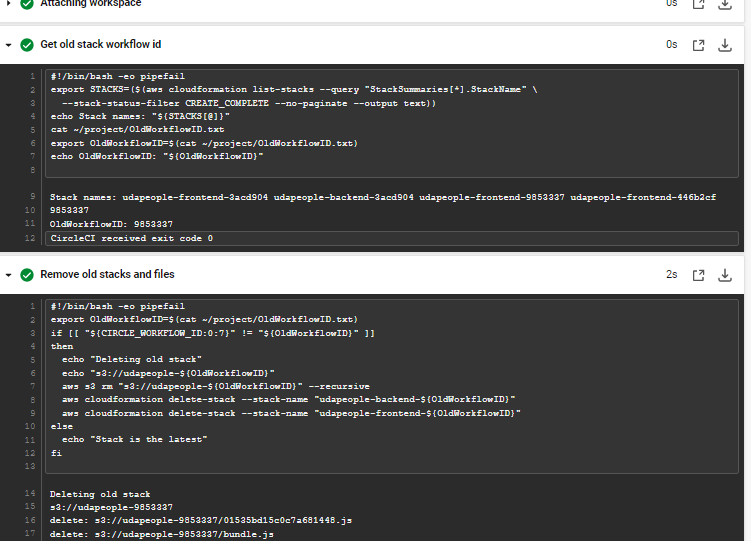 Attaching workspace
0s
Get old stack workflow id
0s
1 #!/bin/bash -eo pipefail
2 export STACKS=($(aws cloudformation list-stacks --query "StackSummaries[*].StackName" \
3 --stack-status-filter CREATE_COMPLETE --no-paginate --output text))
4 echo Stack names: "${STACKS[@]}"
5 cat ~/project/OldWorkflowID.txt
6 export OldWorkflowID=$(cat ~/project/OldWorkflowID.txt)
7 echo OldWorkflowID: "${OldWorkflowID}"
8
9 Stack names: udapeople-frontend-3acd904 udapeople-backend-3acd904 udapeople-frontend-9853337 udapeople-frontend-446b2cf
10 9853337
11 OldWorkflowID: 9853337
12 CircleCI received exit code 0
Remove old stacks and files
2s
1 #!/bin/bash -eo pipefail
2 export OldWorkflowID=$(cat ~/project/OldWorkflowID.txt)
3 if [[ "${CIRCLE_WORKFLOW_ID:0:7}" != "${OldWorkflowID}" ]]
4 then
5 echo "Deleting old stack"
6 echo "s3://udapeople-${OldWorkflowID}"
7 aws s3 rm "s3://udapeople-${OldWorkflowID}" --recursive
8 aws cloudformation delete-stack --stack-name "udapeople-backend-${OldWorkflowID}"
9 aws cloudformation delete-stack --stack-name "udapeople-frontend-${OldWorkflowID}"
10 else
11 echo "Stack is the latest"
12 fi
13
14 Deleting old stack
15 s3://udapeople-9853337
16 delete: s3://udapeople-9853337/01535bd15c0c7a681448.js
17 delete: s3://udapeople-9853337/bundle.js